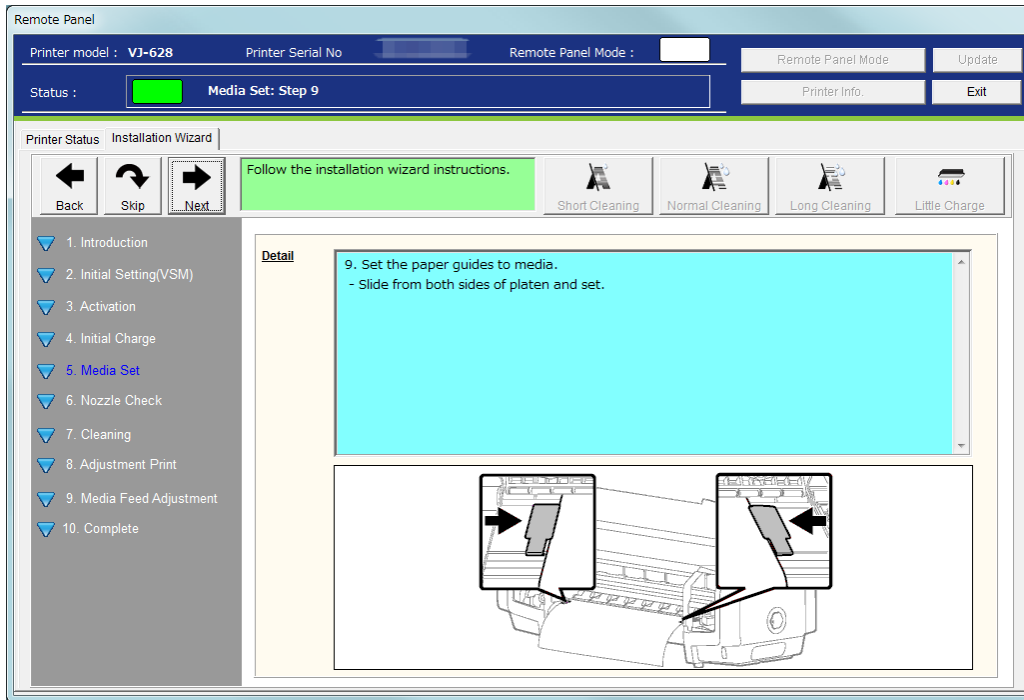 Remote Panel
Printer model : VJ-628 Printer Serial No Remote Panel Mode :
Remote Panel Mode Update
Status : Media Set: Step 9
Printer Info. Exit
Printer Status Installation Wizard
Follow the installation wizard instructions.
Back Skip Next Short Cleaning Normal Cleaning Long Cleaning Little Charge
1. Introduction
2. Initial Setting(VSM)
3. Activation
4. Initial Charge
5. Media Set
6. Nozzle Check
7. Cleaning
8. Adjustment Print
9. Media Feed Adjustment
10. Complete
Detail
9. Set the paper guides to media.
- Slide from both sides of platen and set.